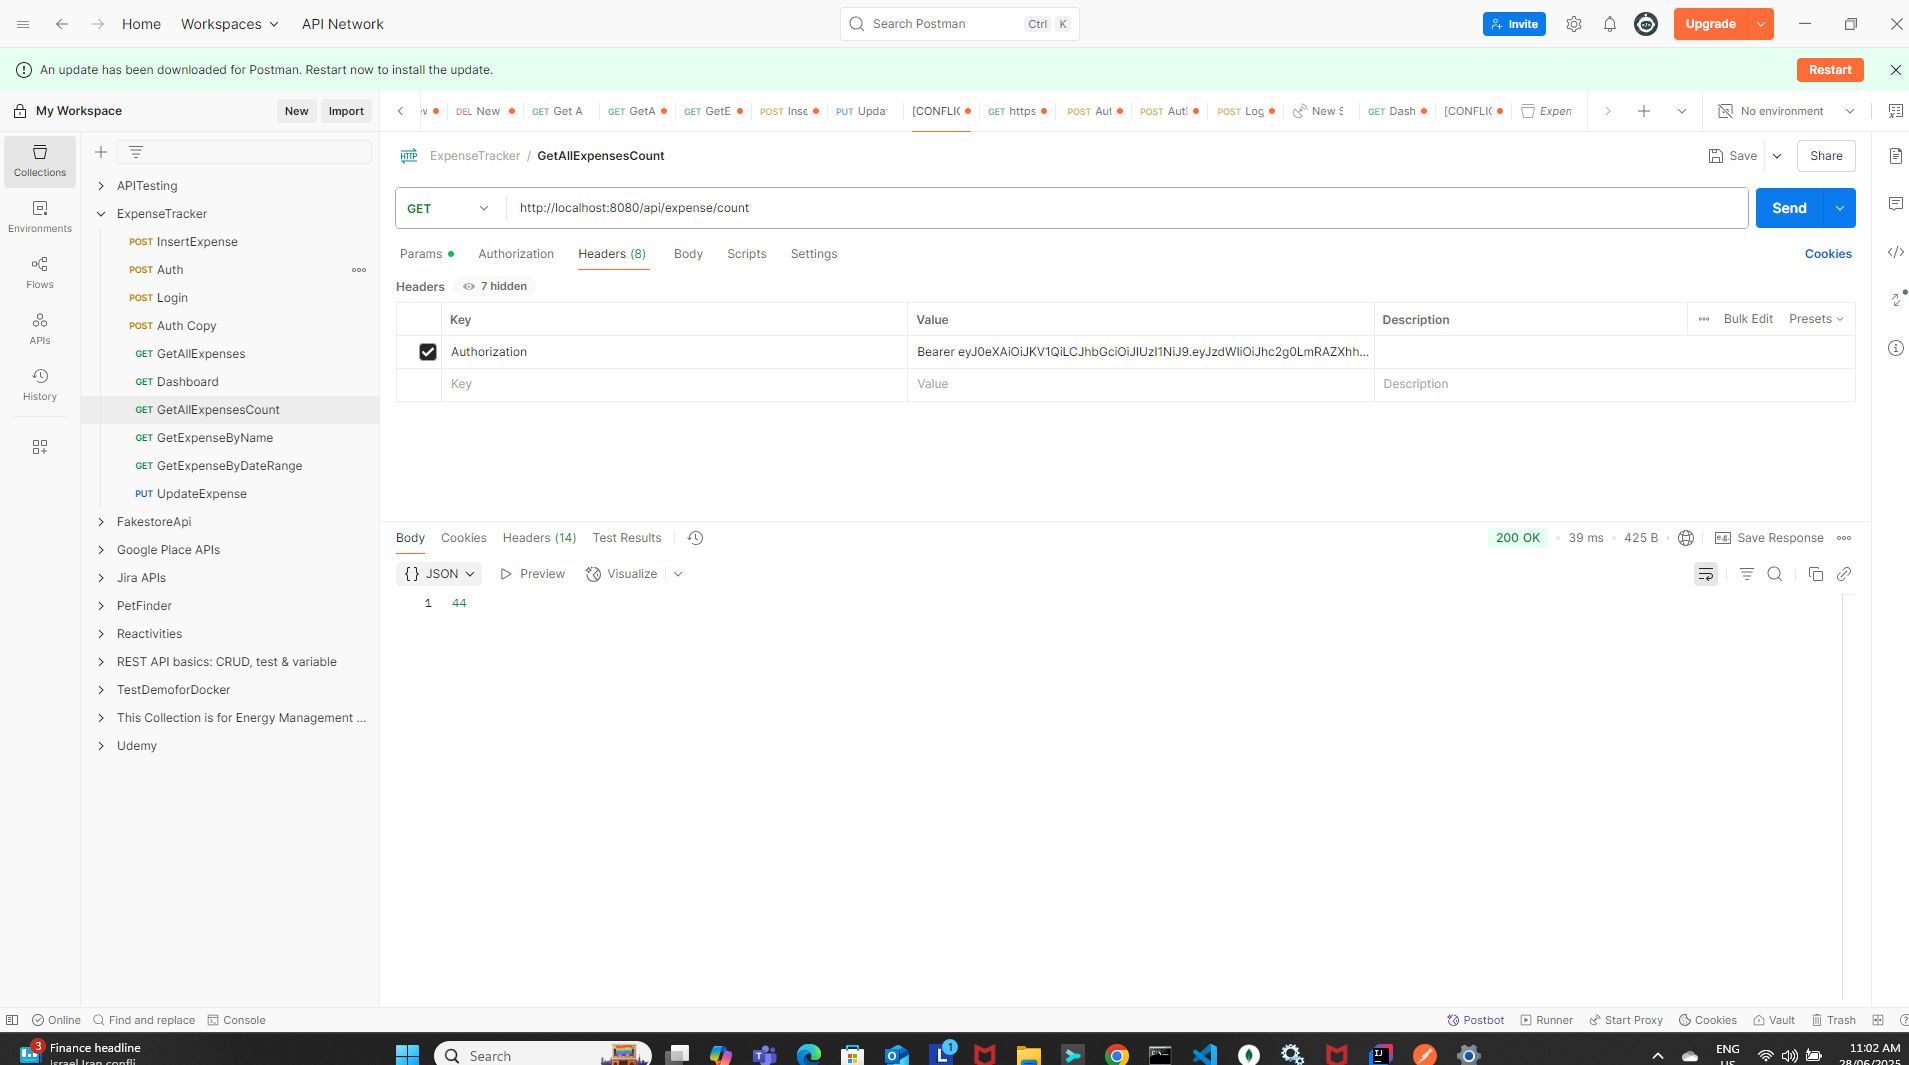 Home Workspaces API Network Search Postman Ctrl K Invite Upgrade
An update has been downloaded for Postman. Restart now to install the update. Restart
My Workspace New Import DEL New GET Get A GET GetA GET GetE POST Inse PUT Updat [CONFLIC GET https POST Aut POST Aut POST Log New S GET Dash [CONFLIC Expen No environment
Collections
Environments
Flows
APIs
History
APITesting
ExpenseTracker
POST InsertExpense
POST Auth
POST Login
POST Auth Copy
GET GetAllExpenses
GET Dashboard
GET GetAllExpensesCount
GET GetExpenseByName
GET GetExpenseByDateRange
PUT UpdateExpense
FakestoreApi
Google Place APIs
Jira APIs
PetFinder
Reactivities
REST API basics: CRUD, test & variable
TestDemoforDocker
This Collection is for Energy Management ...
Udemy
HTTP ExpenseTracker / GetAllExpensesCount Save Share
GET http://localhost:8080/api/expense/count Send
Params Authorization Headers (8) Body Scripts Settings Cookies
Headers 7 hidden
Key Value Description Bulk Edit Presets
Authorization Bearer eyJ0eXAiOiJKV1QiLCJhbGciOiJIUzI1NiJ9.eyJzdWIiOiJhc2g0LmRAZXhh...
Key Value Description
Body Cookies Headers (14) Test Results 200 OK 39 ms 425 B e.g. Save Response
{} JSON Preview Visualize
1 44
Online Find and replace Console Postbot Runner Start Proxy Cookies Vault Trash
3 Finance headline
Israel Iran confli
Search 1 ENG
US
11:02 AM
28/06/2025